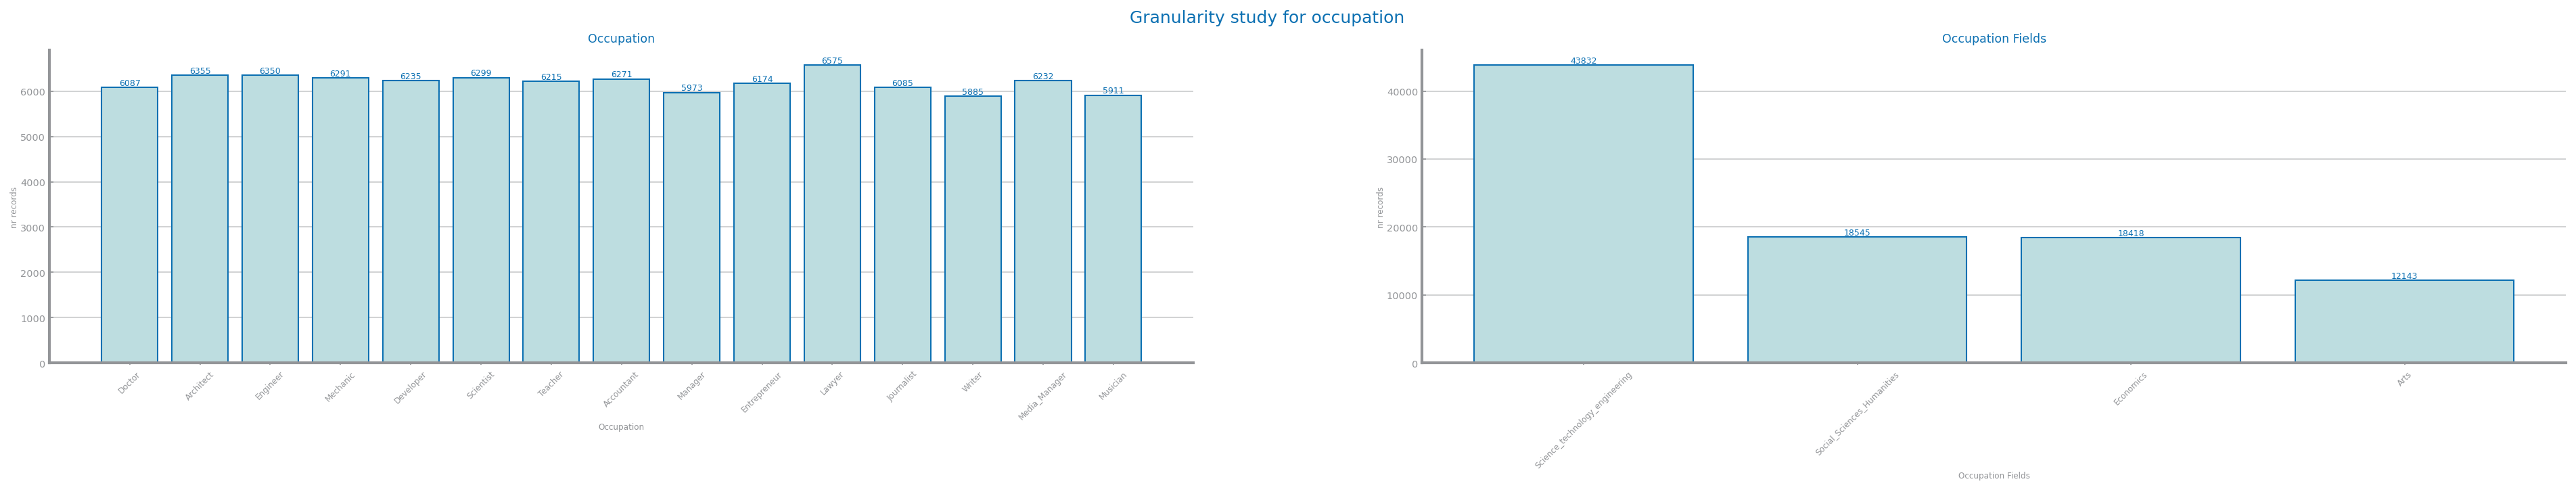 Granularity study for occupation
Occupation
6087 6355 6350 6291 6235 6299 6215 6271 5973 6174 6575 6085 5885 6232 5911
6000
5000
4000
3000
2000
1000
0
nr records
Doctor Architect Engineer Mechanic Developer Scientist Teacher Accountant Manager Entrepreneur Lawyer Journalist Writer Media_Manager Musician
Occupation
Occupation Fields
43832 18545 18418 12143
40000
30000
20000
10000
0
nr records
Science_technology_engineering Social_Sciences_Humanities Economics Arts
Occupation Fields